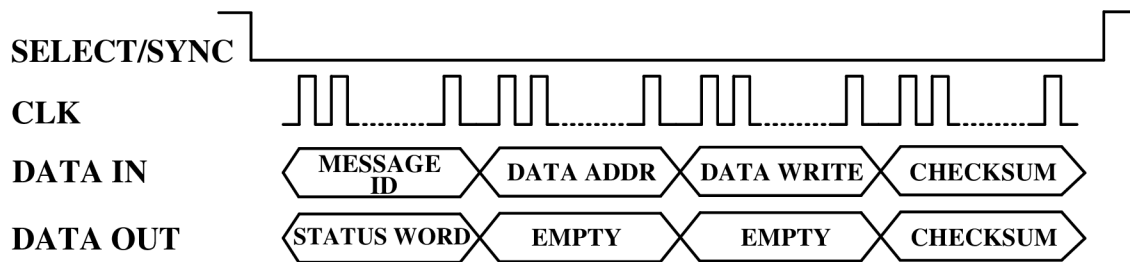 SELECT/SYNC
CLK
DATA IN MESSAGE ID DATA ADDR DATA WRITE CHECKSUM
DATA OUT STATUS WORD EMPTY EMPTY CHECKSUM